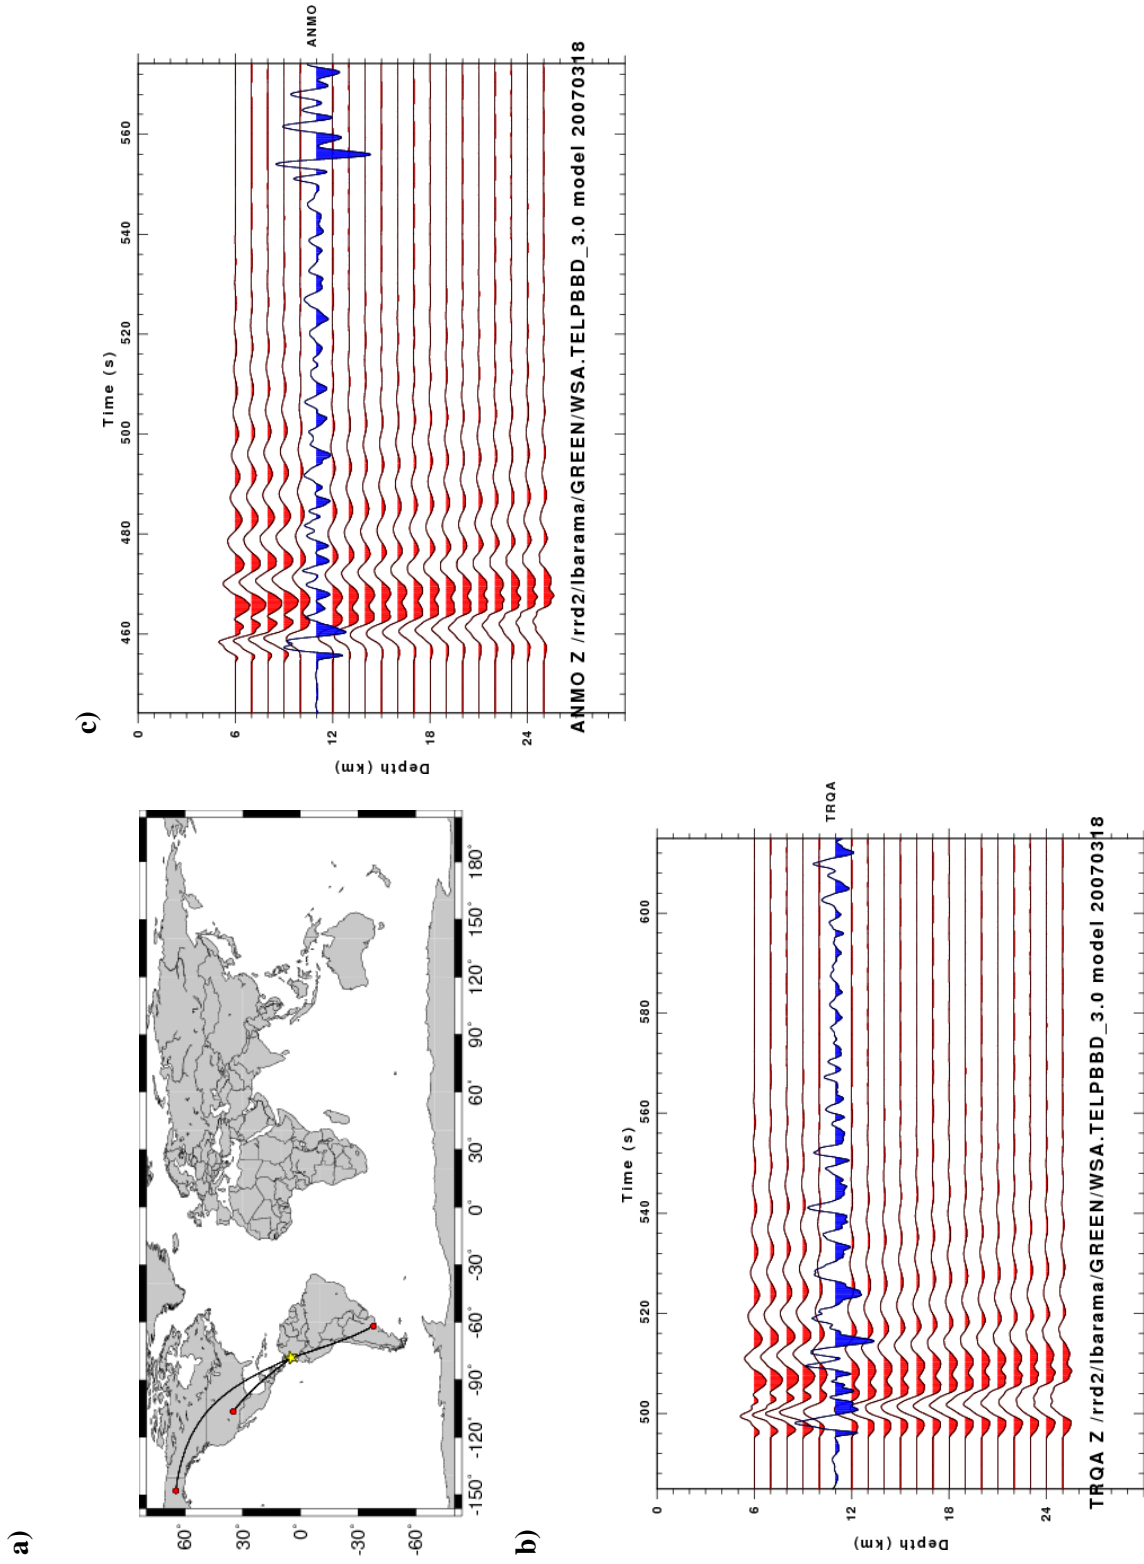 a)
60° 30° 0° -30° -60°
-150° -120° -90° -60° -30° 0° 30° 60° 90° 120° 150° 180°
b)
Time (s)
500 520 540 560 580 600
TRQA
Depth (km)
0 6 12 18 24
TRQA Z /rrd2/lbarama/GREEN/WSA.TELPBBD_3.0 model 20070318
c)
Time (s)
460 480 500 520 540 560
ANMO
Depth (km)
0 6 12 18 24
ANMO Z /rrd2/lbarama/GREEN/WSA.TELPBBD_3.0 model 20070318